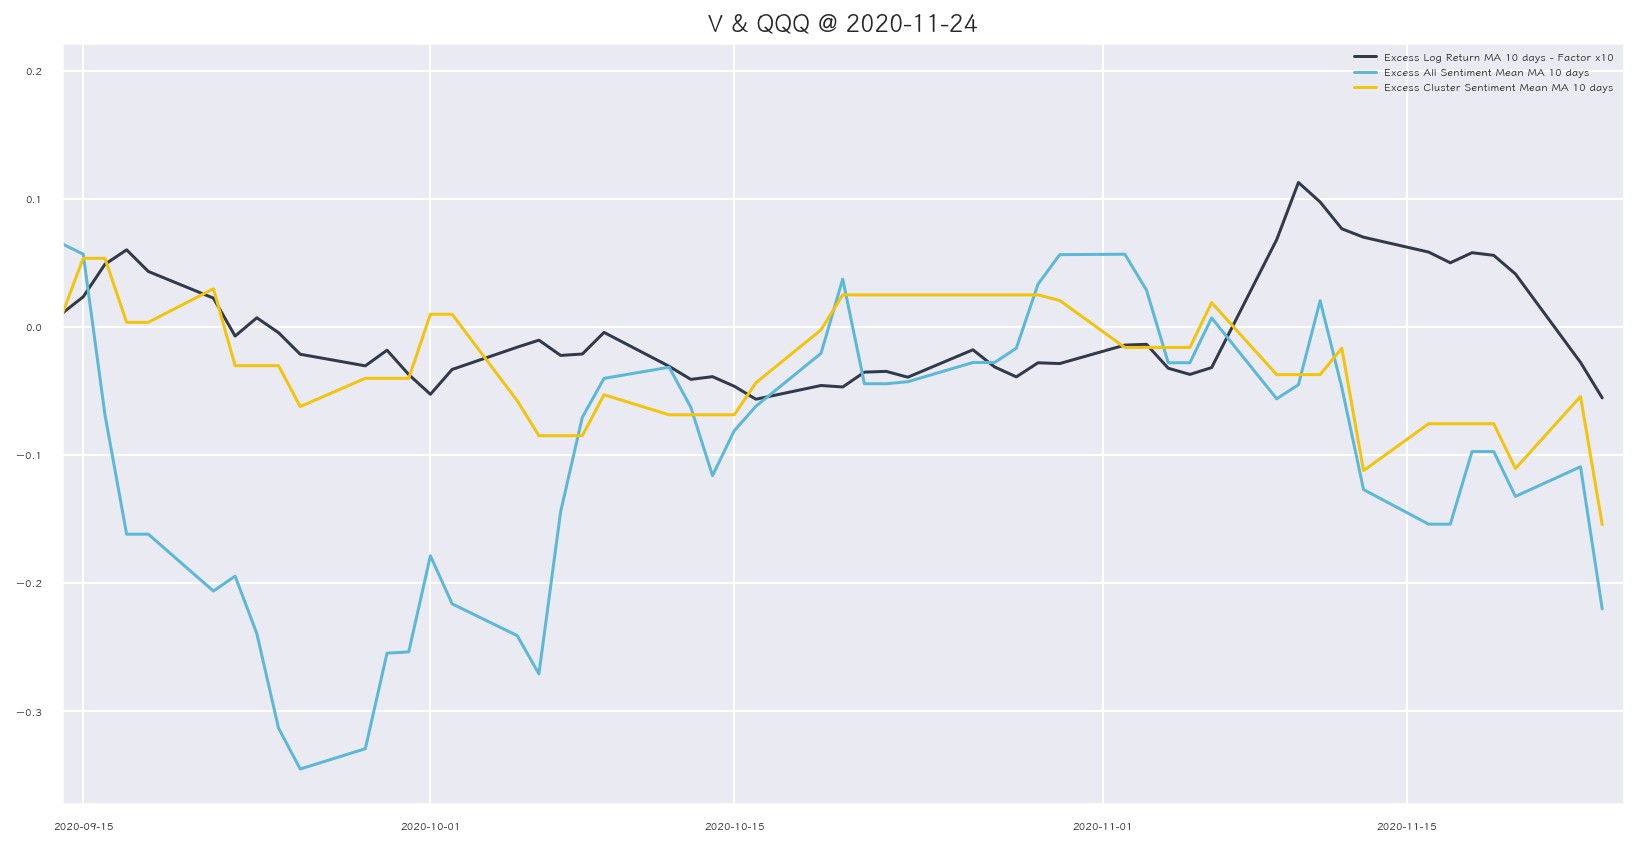 V & QQQ @ 2020-11-24
Excess Log Return MA 10 days - Factor x10
Excess All Sentiment Mean MA 10 days
Excess Cluster Sentiment Mean MA 10 days
0.2
0.1
0.0
−0.1
−0.2
−0.3
2020-09-15
2020-10-01
2020-10-15
2020-11-01
2020-11-15